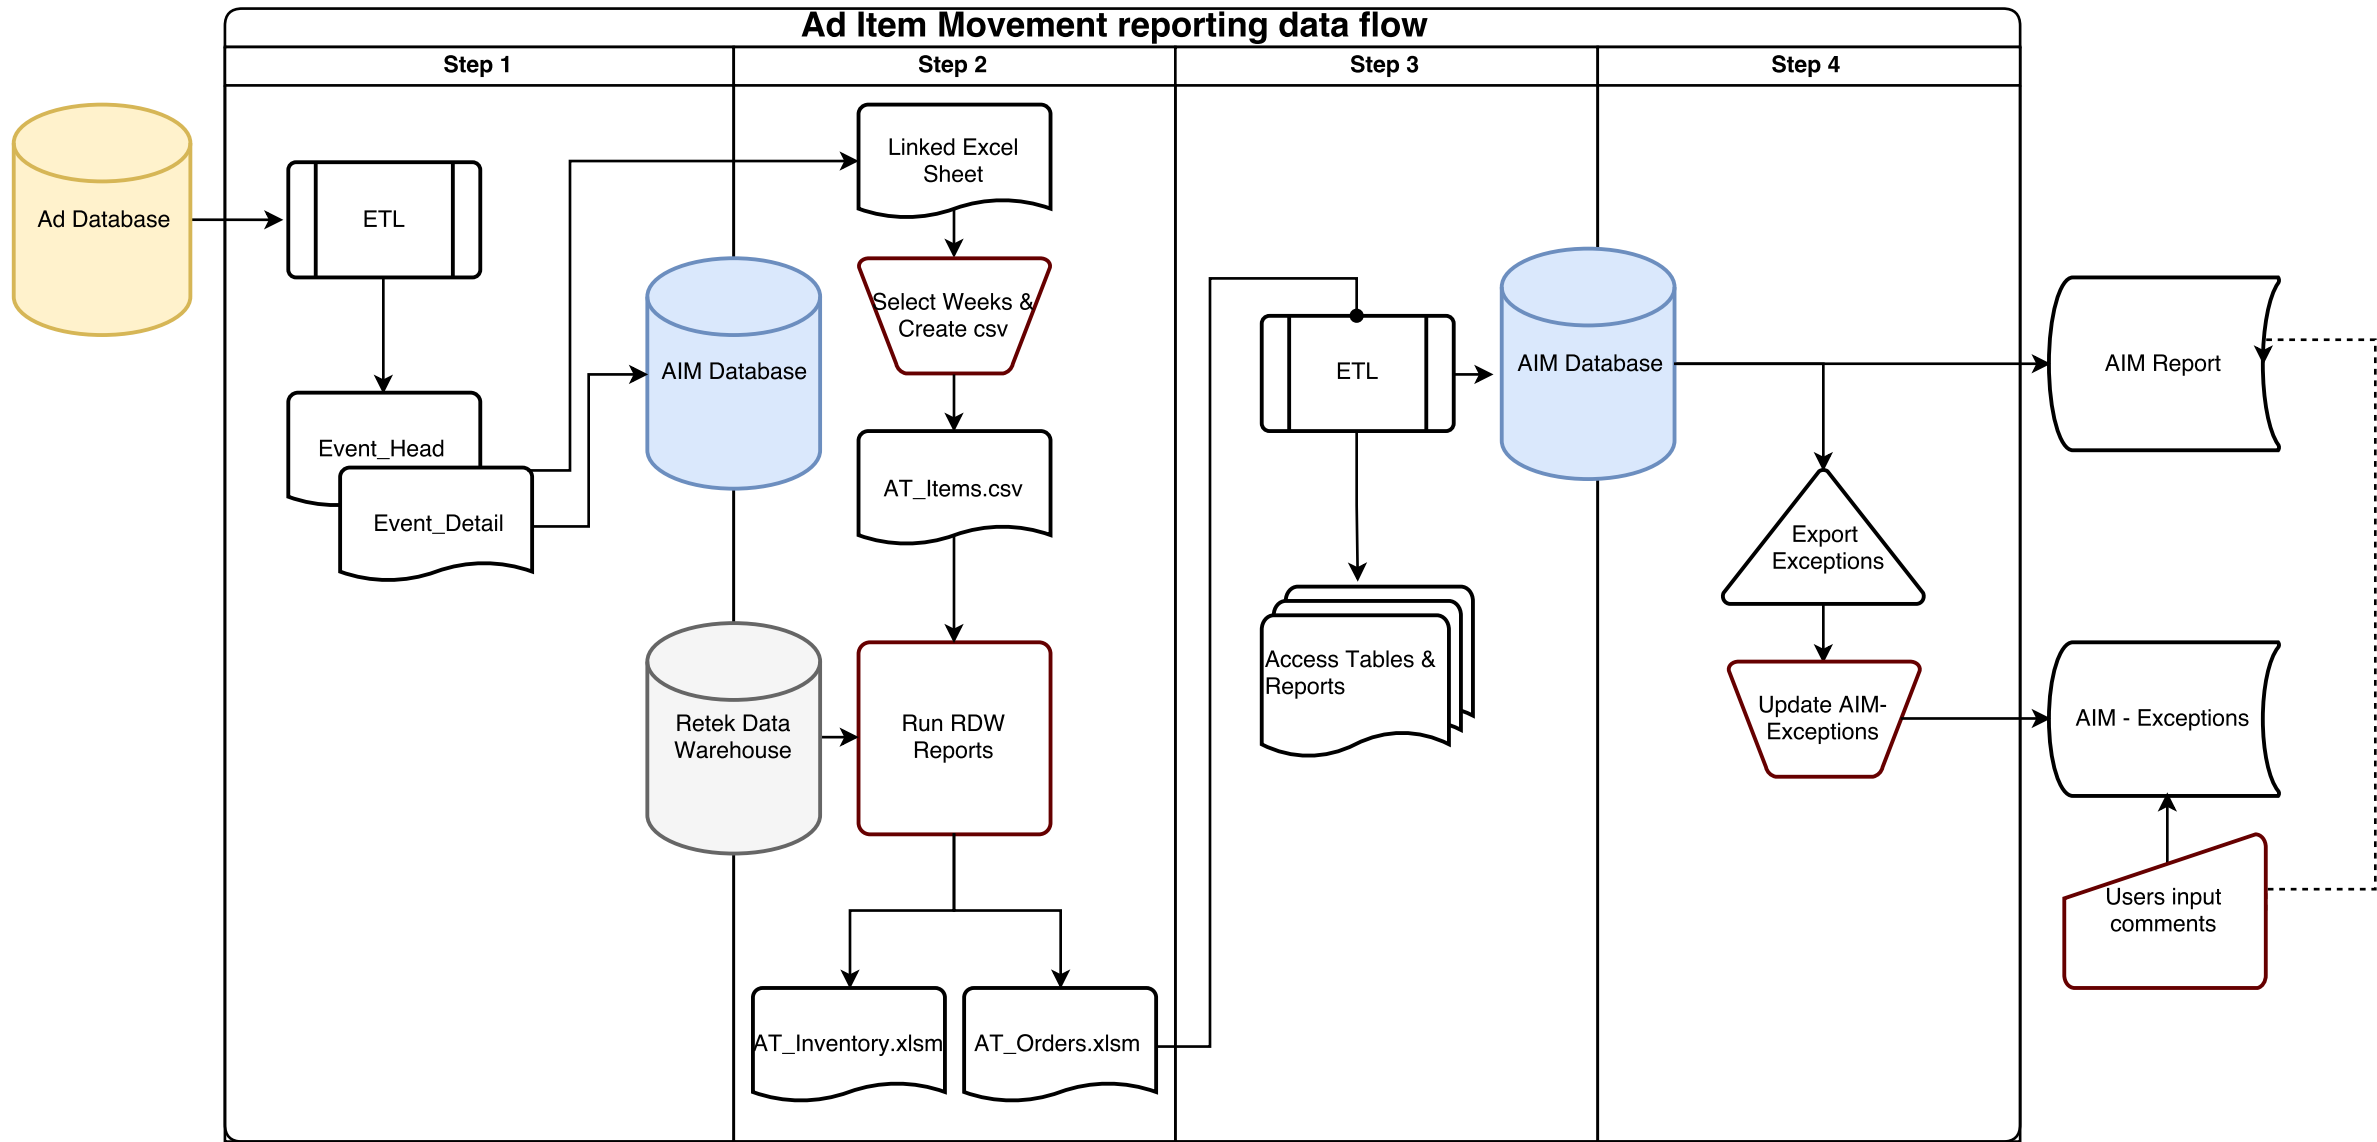 Ad Item Movement reporting data flow
Step 1
Step 2
Step 3
Step 4
Ad Database
ETL
Event_Head
Event_Detail
AIM Database
Retek Data
Warehouse
Linked Excel
Sheet
Select Weeks &
Create csv
AT_Items.csv
Run RDW
Reports
AT_Inventory.xlsm
AT_Orders.xlsm
ETL
Access Tables &
Reports
AIM Database
Export
Exceptions
Update AIM-
Exceptions
AIM Report
AIM - Exceptions
Users input
comments